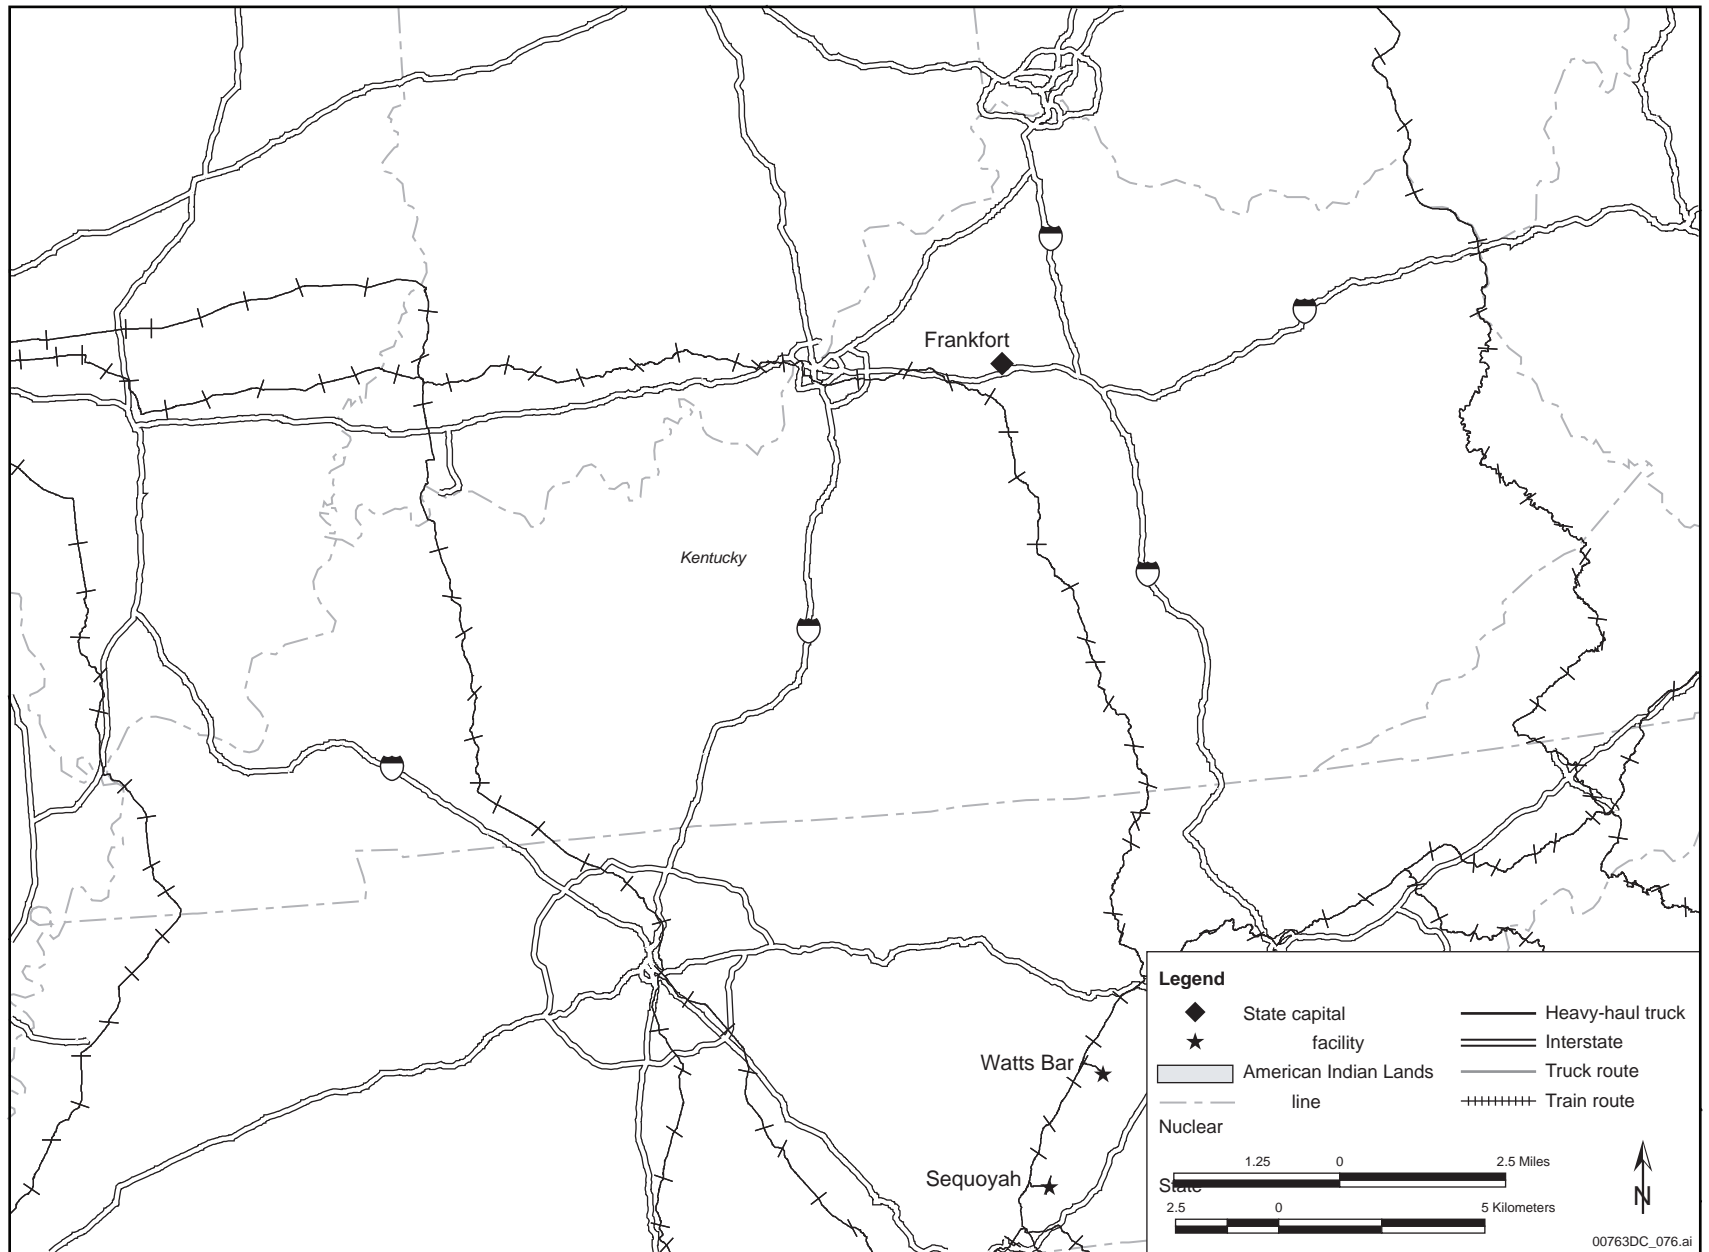 Frankfort
Kentucky
Legend
State capital
Heavy-haul truck
facility
Interstate
American Indian Lands
Truck route
line
Train route
Watts Bar
Nuclear
1.25 0 2.5 Miles
Sequoyah
State
2.5 0 5 Kilometers
N
00763DC_076.ai